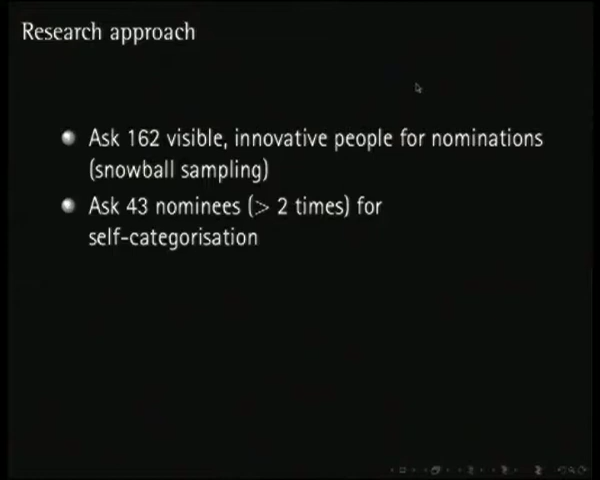 Research approach
Ask 162 visible, innovative people for nominations
(snowball sampling)
Ask 43 nominees (> 2 times) for
self-categorisation